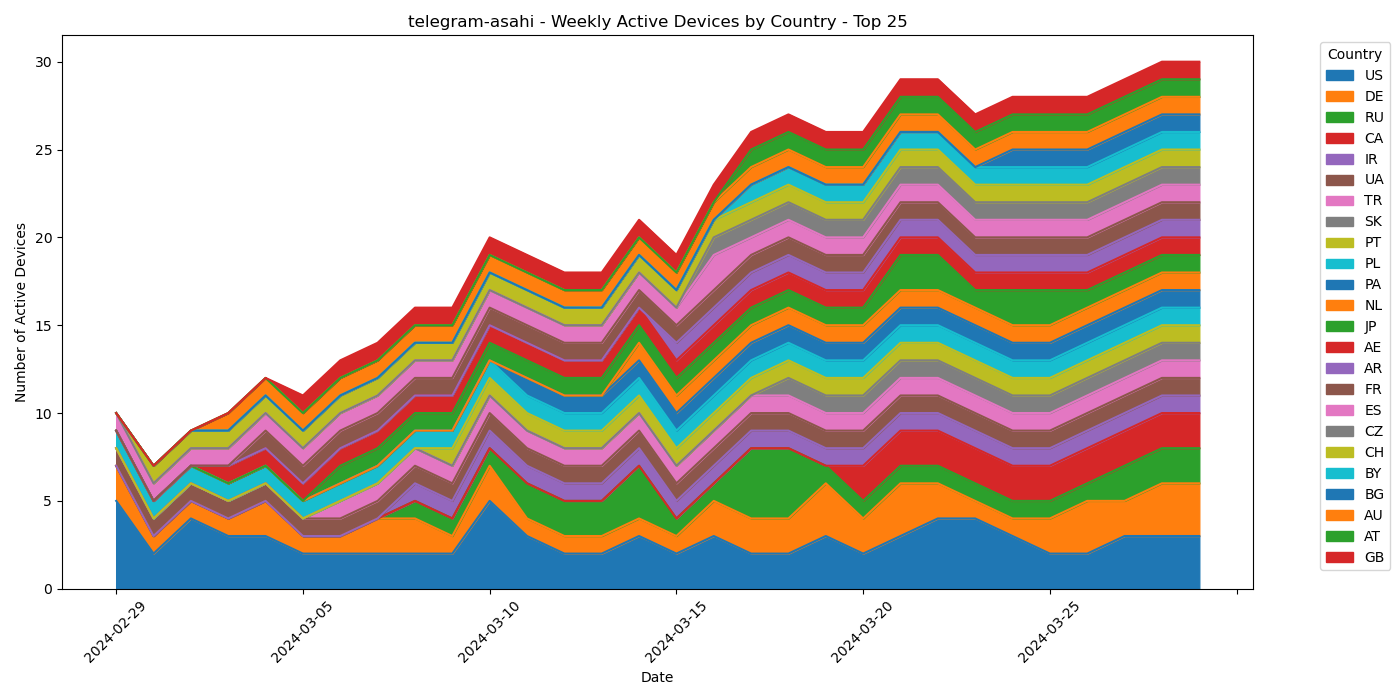 telegram-asahi - Weekly Active Devices by Country - Top 25
Number of Active Devices
30
25
20
15
10
5
0
2024-02-29
2024-03-05
2024-03-10
2024-03-15
2024-03-20
2024-03-25
Date
Country
US
DE
RU
CA
IR
UA
TR
SK
PT
PL
PA
NL
JP
AE
AR
FR
ES
CZ
CH
BY
BG
AU
AT
GB